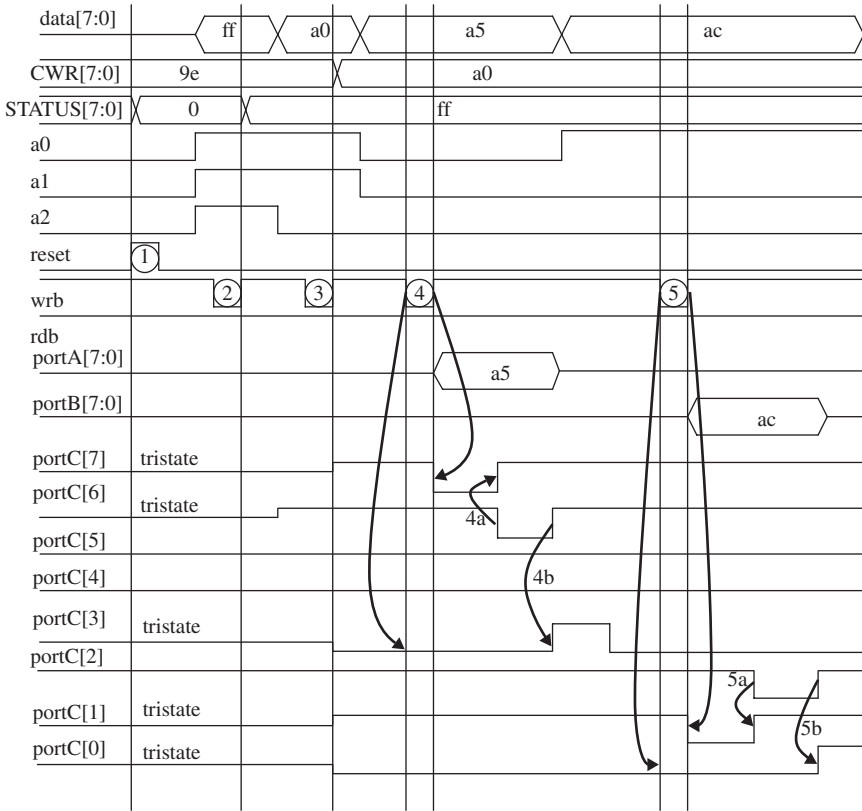 data[7:0] ff a0 a5 ac
CWR[7:0] 9e a0
STATUS[7:0] 0 ff
a0
a1
a2
reset 1
wrb 2 3 4 5
rdb
portA[7:0] a5
portB[7:0] ac
portC[7] tristate
portC[6] tristate
4a
portC[5]
portC[4] 4b
portC[3] tristate
portC[2]
5a
portC[1] tristate
5b
portC[0] tristate